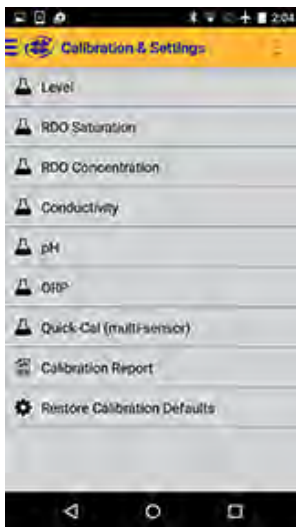 2:04
Calibration & Settings
Level
RDO Saturation
RDO Concentration
Conductivity
pH
ORP
Quick-Cal (multi-sensor)
Calibration Report
Restore Calibration Defaults